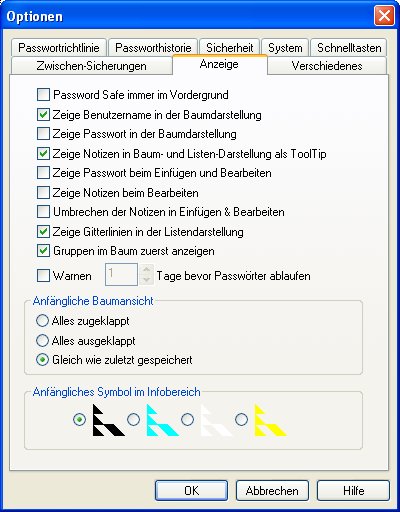 Optionen
Passwortrichtlinie Passworthistorie Sicherheit System Schnelltasten
Zwischen-Sicherungen Anzeige Verschiedenes
Password Safe immer im Vordergrund
Zeige Benutzername in der Baumdarstellung
Zeige Passwort in der Baumdarstellung
Zeige Notizen in Baum- und Listen-Darstellung als ToolTip
Zeige Passwort beim Einfügen und Bearbeiten
Zeige Notizen beim Bearbeiten
Umbrechen der Notizen in Einfügen & Bearbeiten
Zeige Gitterlinien in der Listendarstellung
Gruppen im Baum zuerst anzeigen
Warnen 1 Tage bevor Passwörter ablaufen
Anfängliche Baumansicht
Alles zugeklappt
Alles ausgeklappt
Gleich wie zuletzt gespeichert
Anfängliches Symbol im Infobereich
OK Abbrechen Hilfe